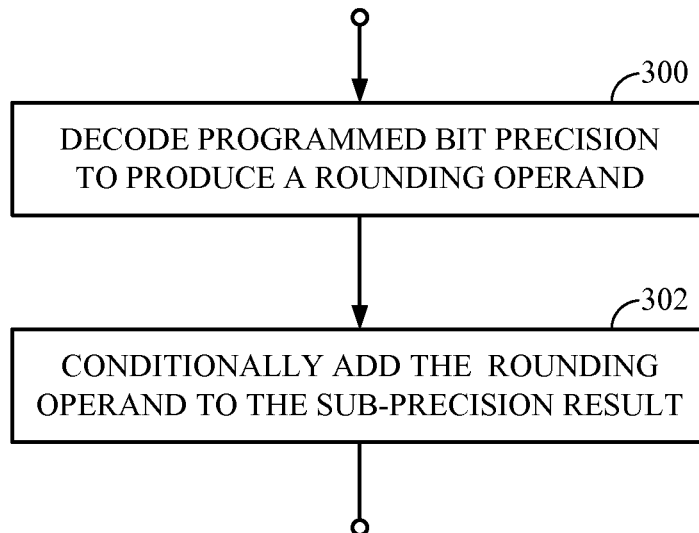 300
DECODE PROGRAMMED BIT PRECISION
TO PRODUCE A ROUNDING OPERAND
302
CONDITIONALLY ADD THE ROUNDING
OPERAND TO THE SUB-PRECISION RESULT